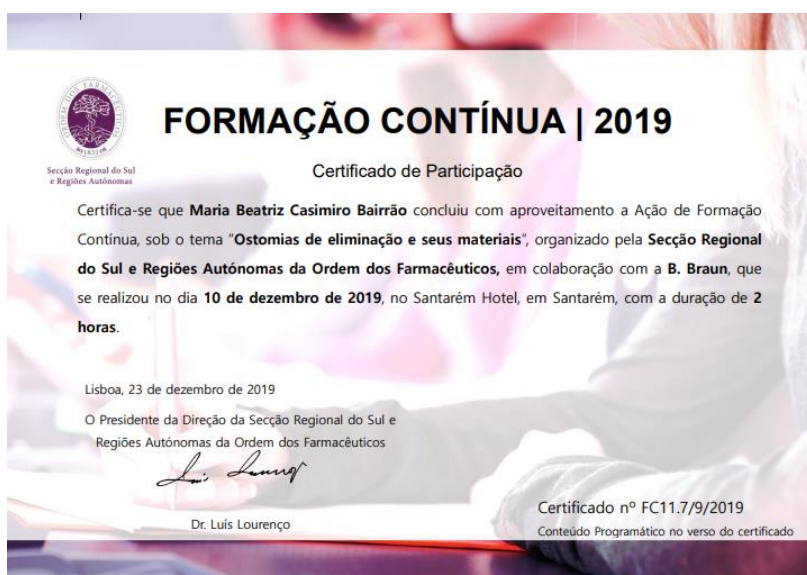 ORDEM DOS FARMACÊUTICOS
Secção Regional do Sul
e Regiões Autónomas
FORMAÇÃO CONTÍNUA | 2019
Certificado de Participação
Certifica-se que Maria Beatriz Casimiro Bairrão concluiu com aproveitamento a Ação de Formação
Contínua, sob o tema "Ostomias de eliminação e seus materiais", organizado pela Secção Regional
do Sul e Regiões Autónomas da Ordem dos Farmacêuticos, em colaboração com a B. Braun, que
se realizou no dia 10 de dezembro de 2019, no Santarém Hotel, em Santarém, com a duração de 2
horas.
Lisboa, 23 de dezembro de 2019
O Presidente da Direção da Secção Regional do Sul e
Regiões Autónomas da Ordem dos Farmacêuticos
Dr. Luís Lourenço
Certificado nº FC11.7/9/2019
Conteúdo Programático no verso do certificado